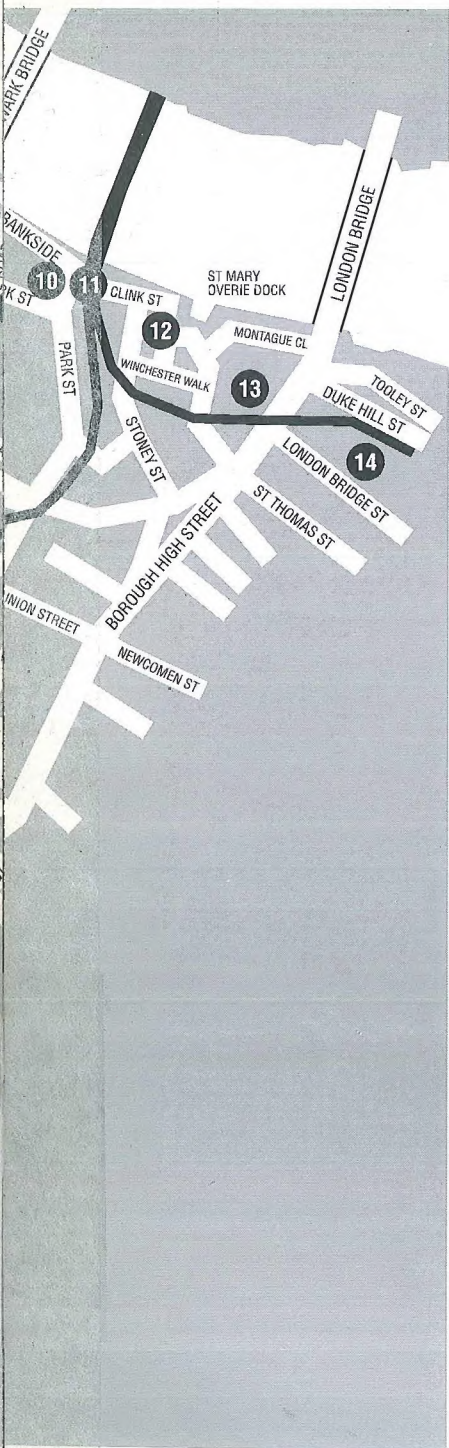 WARK BRIDGE
LONDON BRIDGE
BANKSIDE
10
11
CLINK ST
ST MARY
OVERIE DOCK
RK ST
12
MONTAGUE CL
PARK ST
WINCHESTER WALK
13
TOOLEY ST
DUKE HILL ST
STONEY ST
14
LONDON BRIDGE ST
ST THOMAS ST
BOROUGH HIGH STREET
UNION STREET
NEWCOMEN ST